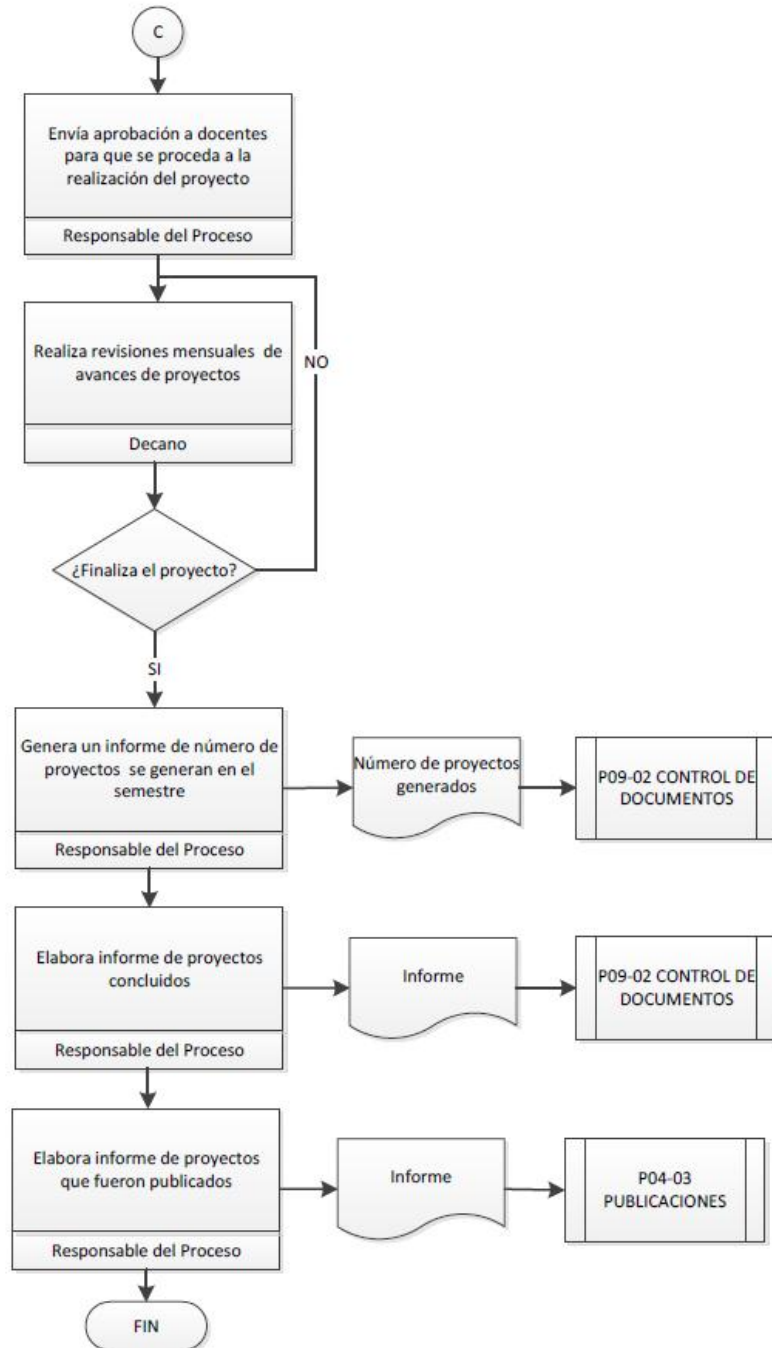 C
Envía aprobación a docentes
para que se proceda a la
realización del proyecto
Responsable del Proceso
Realiza revisiones mensuales de
avances de proyectos
NO
Decano
¿Finaliza el proyecto?
SI
Genera un informe de número de
proyectos se generan en el
semestre
Responsable del Proceso
Número de proyectos
generados
P09-02 CONTROL DE
DOCUMENTOS
Elabora informe de proyectos
concluidos
Responsable del Proceso
Informe
P09-02 CONTROL DE
DOCUMENTOS
Elabora informe de proyectos
que fueron publicados
Responsable del Proceso
Informe
P04-03
PUBLICACIONES
FIN